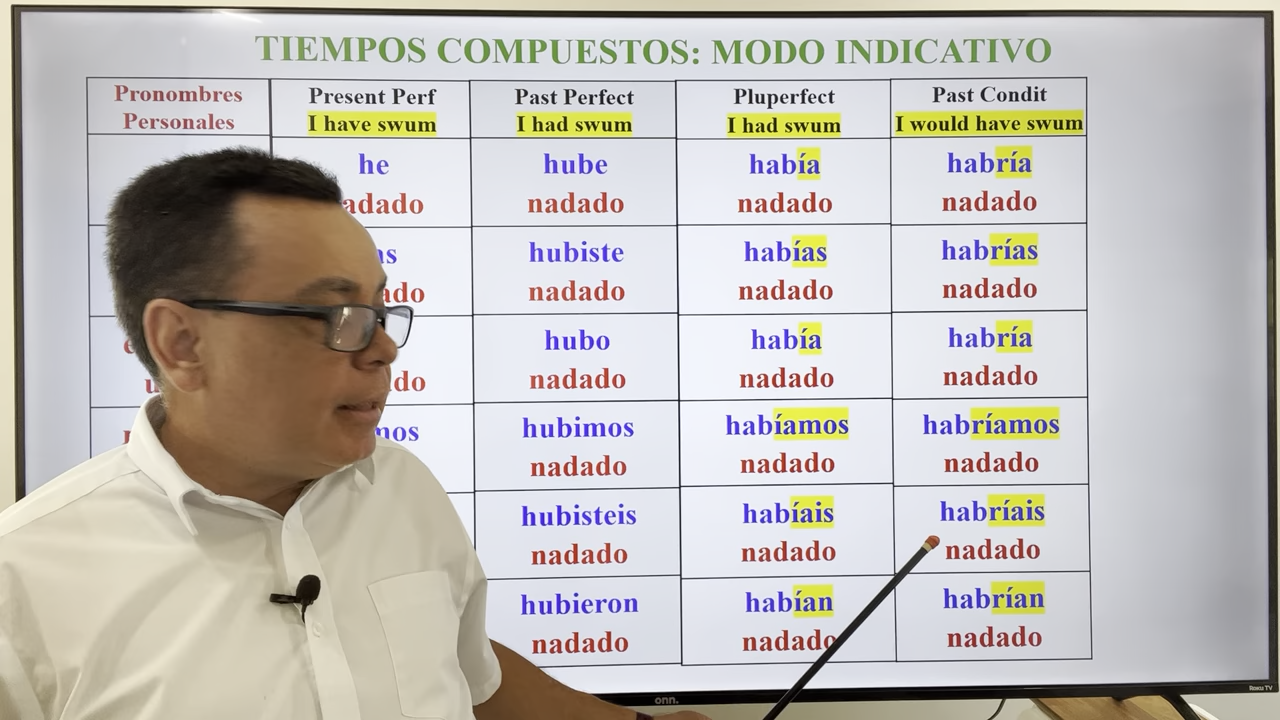 TIEMPOS COMPUESTOS: MODO INDICATIVO
Pronombres Personales
Present Perf
I have swum
Past Perfect
I had swum
Pluperfect
I had swum
Past Condit
I would have swum
he
hube
había
habría
nadado
nadado
nadado
hubiste
habías
habrías
nadado
nadado
nadado
hubo
había
habría
nadado
nadado
nadado
hubimos
habíamos
habríamos
nadado
nadado
nadado
hubisteis
habíais
habríais
nadado
nadado
nadado
hubieron
habían
habrían
nadado
nadado
nadado
onn.
Roku TV